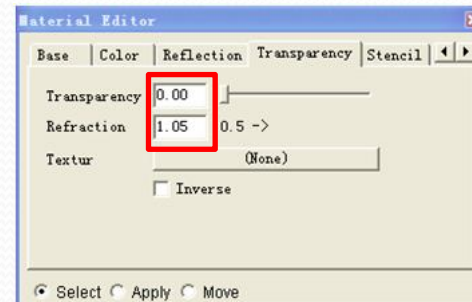 Material Editor
Base Color Reflection Transparency Stencil
Transparency 0.00
Refraction 1.05 0.5 ->
Textur (None)
Inverse
Select Apply Move